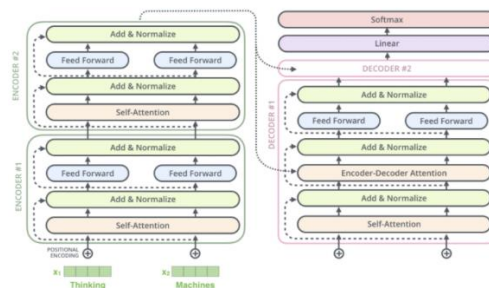 ENCODER #2
Add & Normalize
Feed Forward Feed Forward
Add & Normalize
Self-Attention
ENCODER #1
Add & Normalize
Feed Forward Feed Forward
Add & Normalize
Self-Attention
POSITIONAL
ENCODING
x₁ x₂
Thinking Machines
Softmax
Linear
DECODER #2
DECODER #1
Add & Normalize
Feed Forward Feed Forward
Add & Normalize
Encoder-Decoder Attention
Add & Normalize
Self-Attention